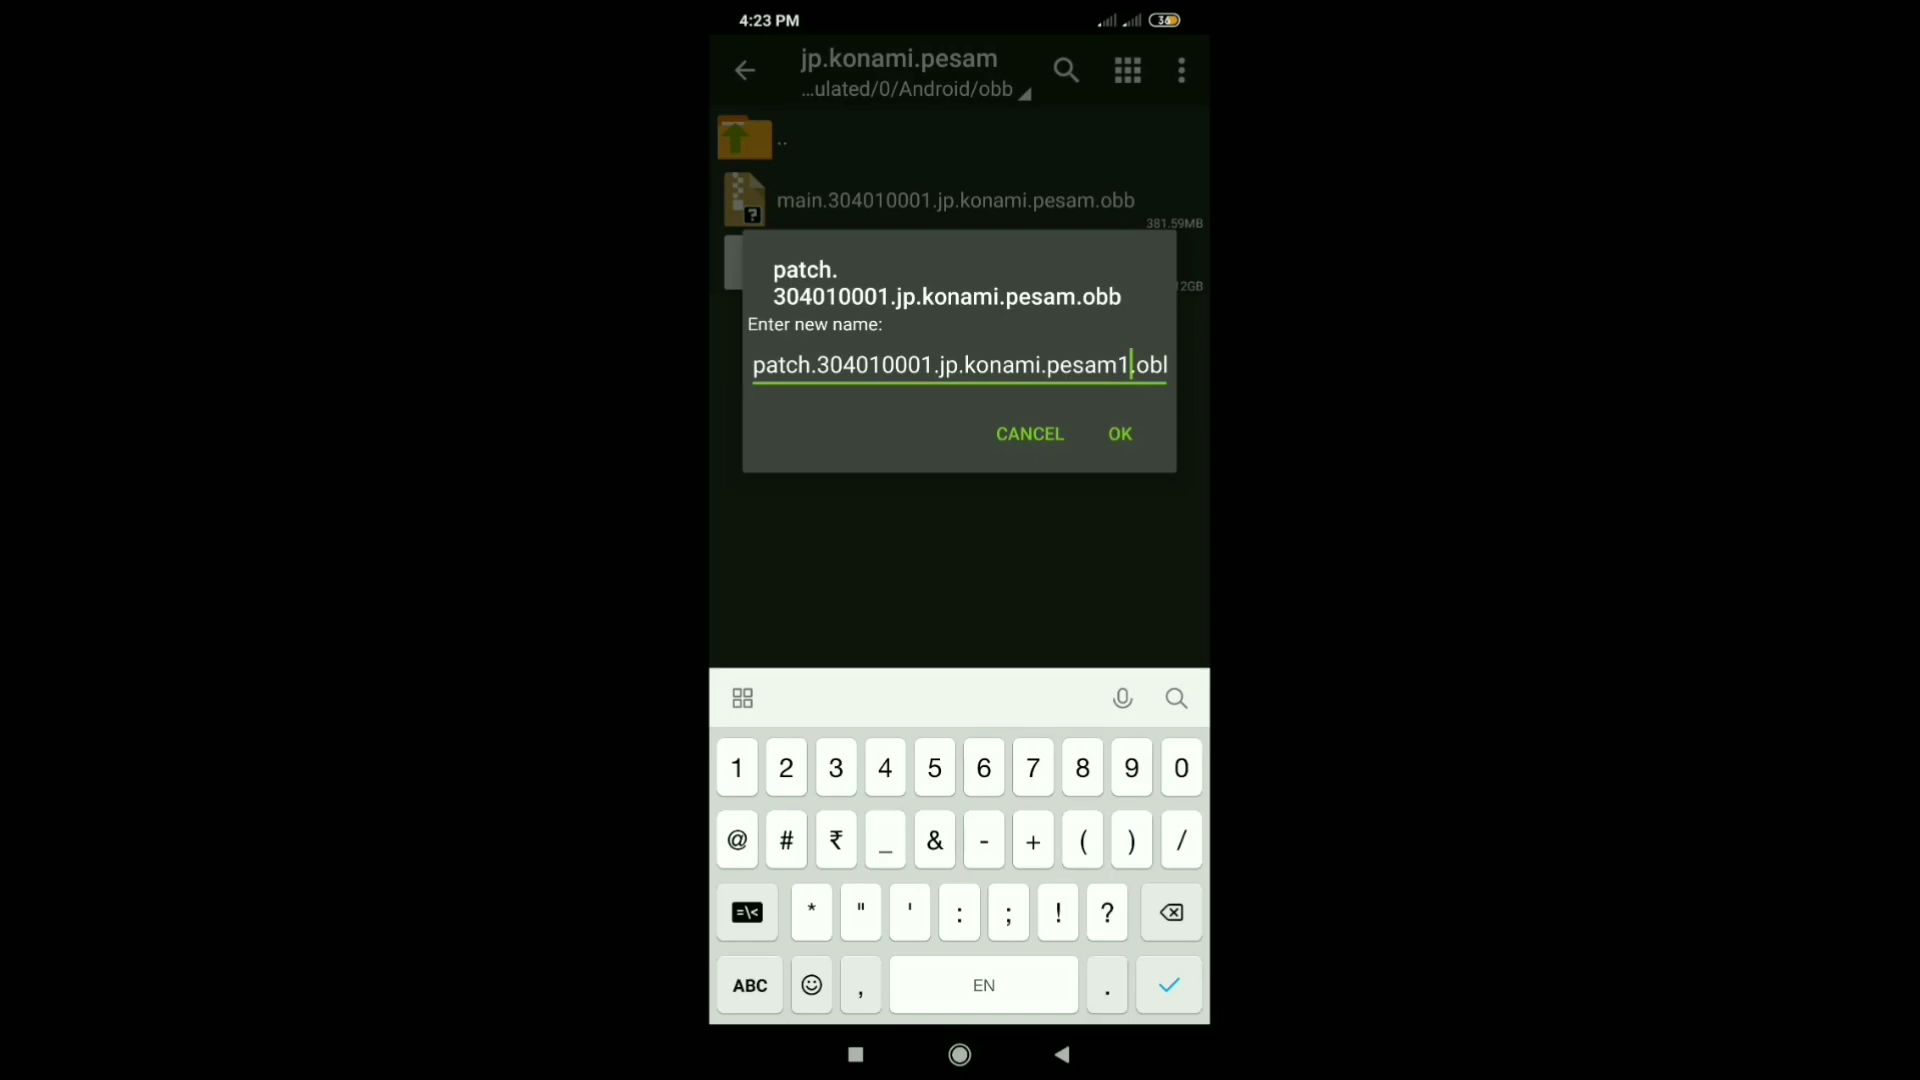 4:23 PM
36
jp.konami.pesam
...ulated/0/Android/obb
..
main.304010001.jp.konami.pesam.obb
381.59MB
patch.
304010001.jp.konami.pesam.obb
2GB
Enter new name:
patch.304010001.jp.konami.pesam1.obl
CANCEL OK
1 2 3 4 5 6 7 8 9 0
@ # ₹ _ & - + ( ) /
=\< * " ' : ; ! ?
ABC , EN .